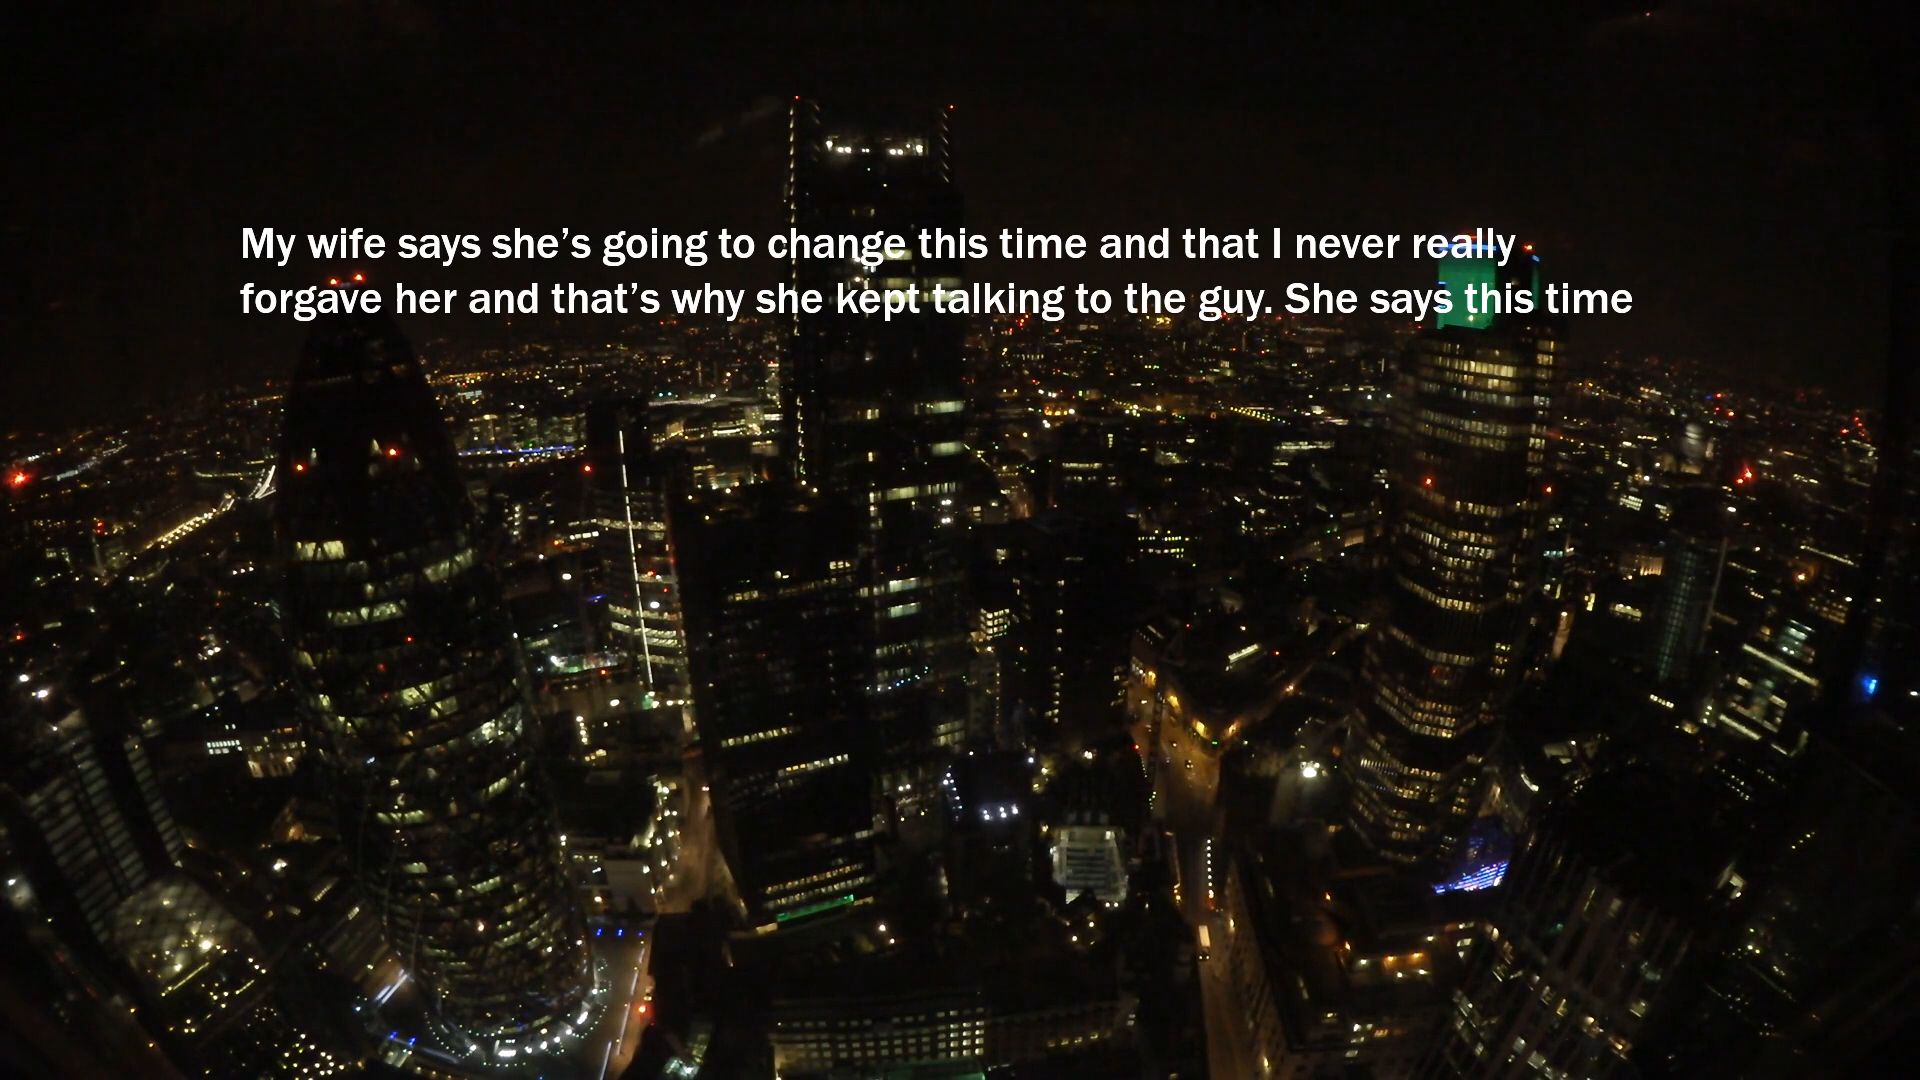 My wife says she’s going to change this time and that I never really
forgave her and that’s why she kept talking to the guy. She says this time